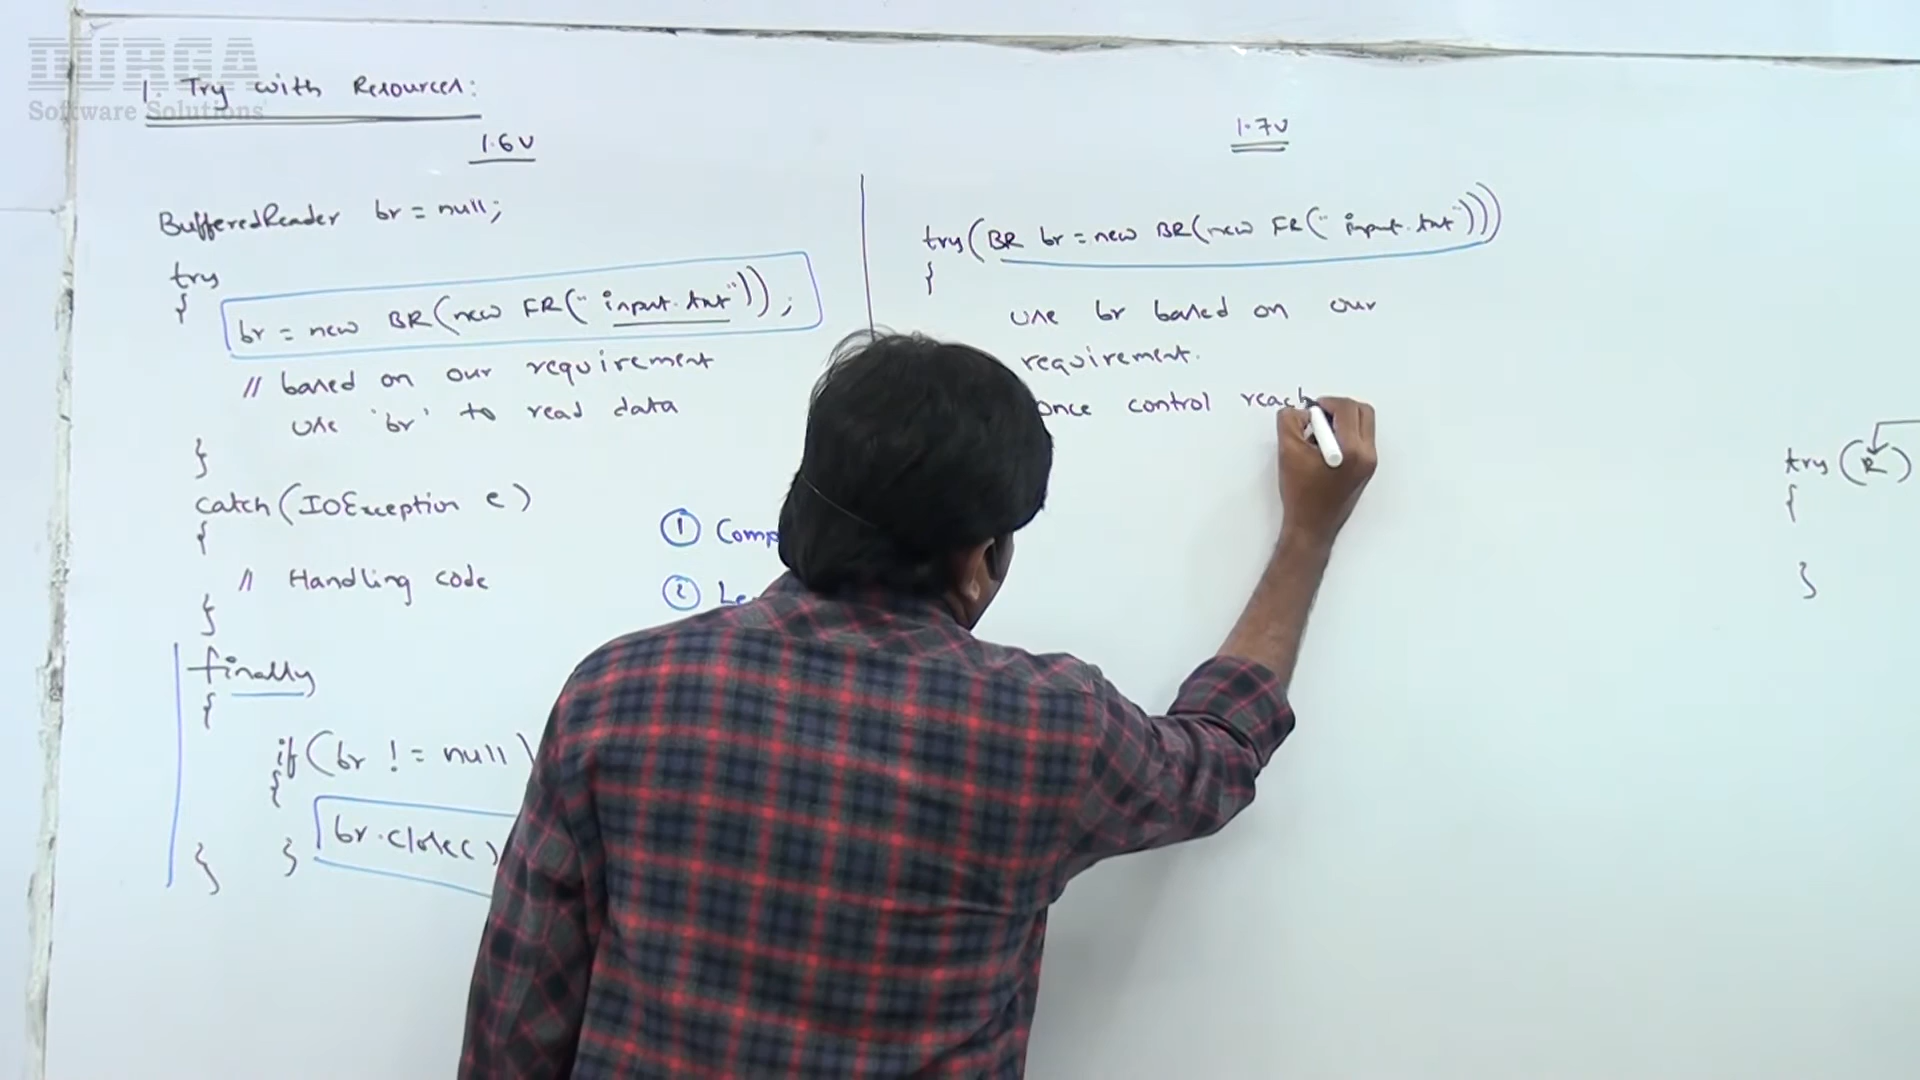 DURGA
Software Solutions
1. Try with Resources:
1.6v
BufferedReader br = null;
try
{
br = new BR(new FR("input.txt"));
// based on our requirement
use 'br' to read data
}
catch(IOException e)
{
// Handling code
}
finally
{
if(br != null)
{
br.close()
}
}
① Comp
② Le
1.7v
try(BR br = new BR(new FR("input.txt")))
{
use br based on our
requirement.
once control reach
try(R)
{
}